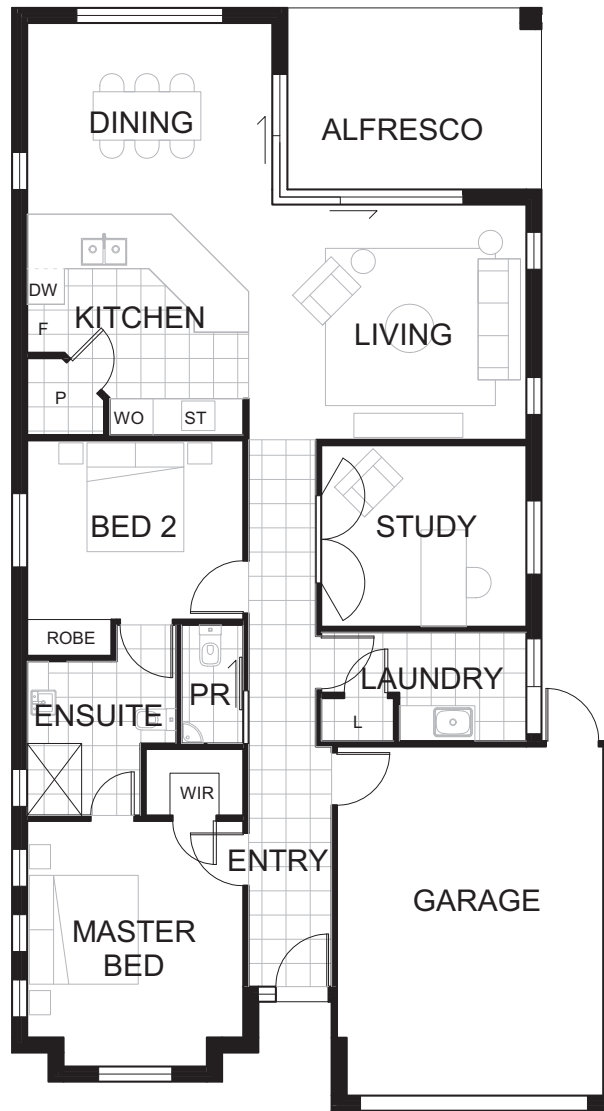 DINING
ALFRESCO
DW
KITCHEN
F
LIVING
P
WO
ST
BED 2
STUDY
ROBE
PR
LAUNDRY
ENSUITE
L
WIR
ENTRY
GARAGE
MASTER
BED